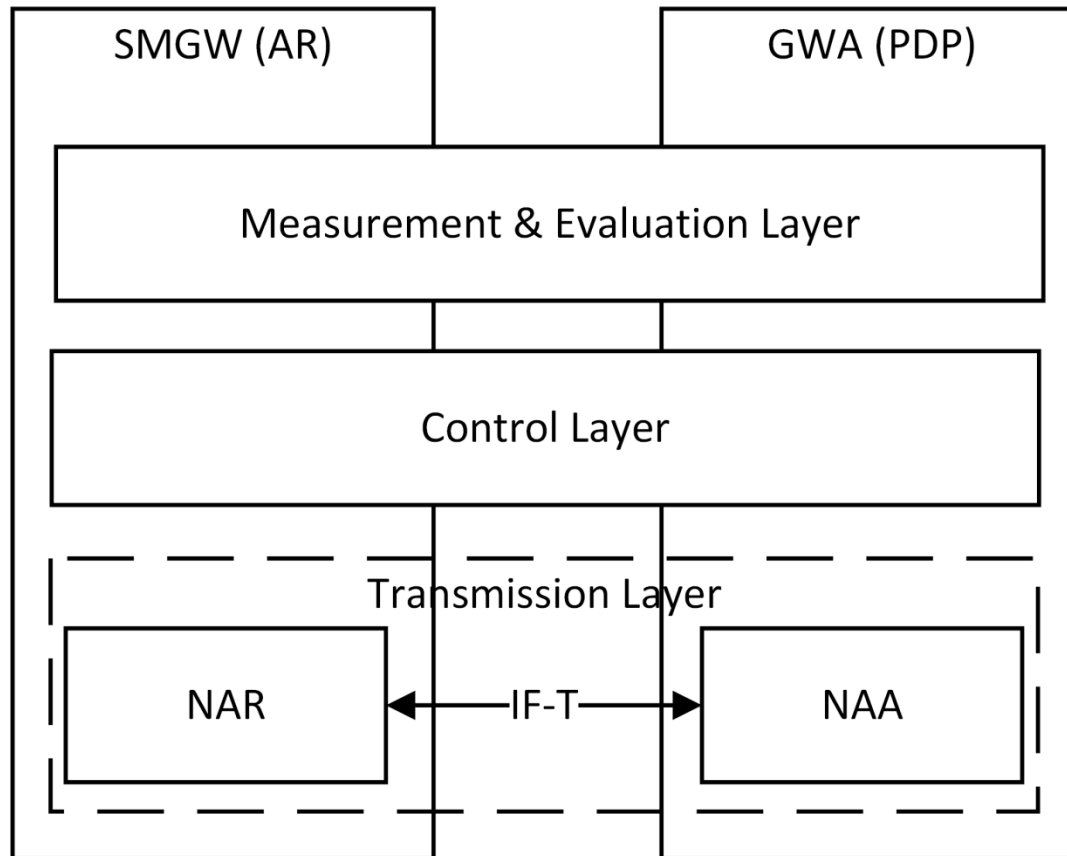 SMGW (AR)
GWA (PDP)
Measurement & Evaluation Layer
Control Layer
Transmission Layer
NAR
IF-T
NAA